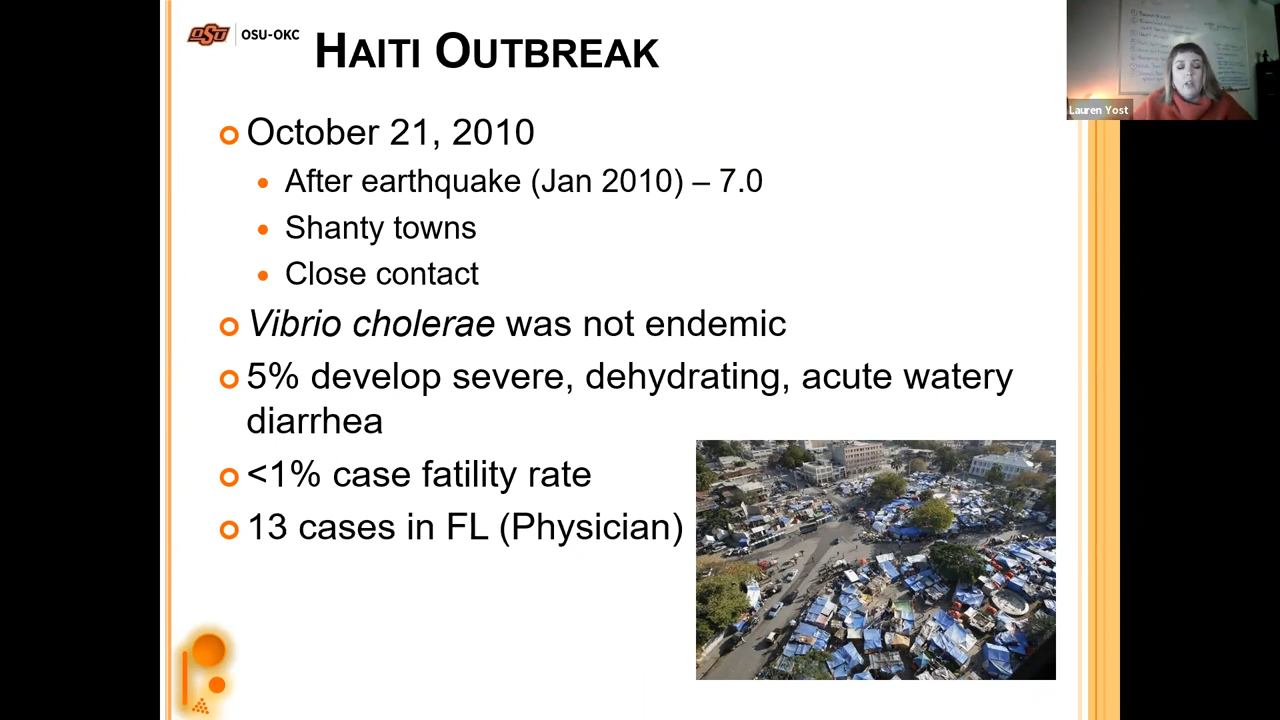 OSU OSU-OKC
HAITI OUTBREAK
Lauren Yost
October 21, 2010
After earthquake (Jan 2010) – 7.0
Shanty towns
Close contact
Vibrio cholerae was not endemic
5% develop severe, dehydrating, acute watery
diarrhea
<1% case fatility rate
13 cases in FL (Physician)